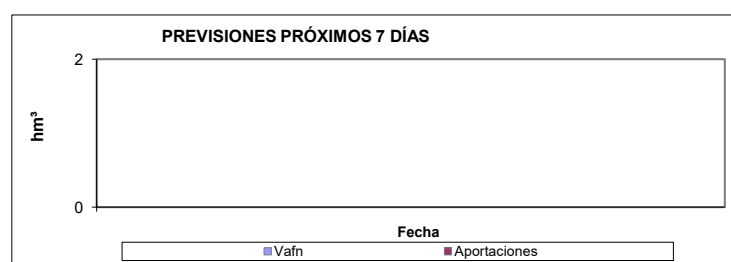 PREVISIONES PRÓXIMOS 7 DÍAS
2
hm³
0
Fecha
Vafn Aportaciones